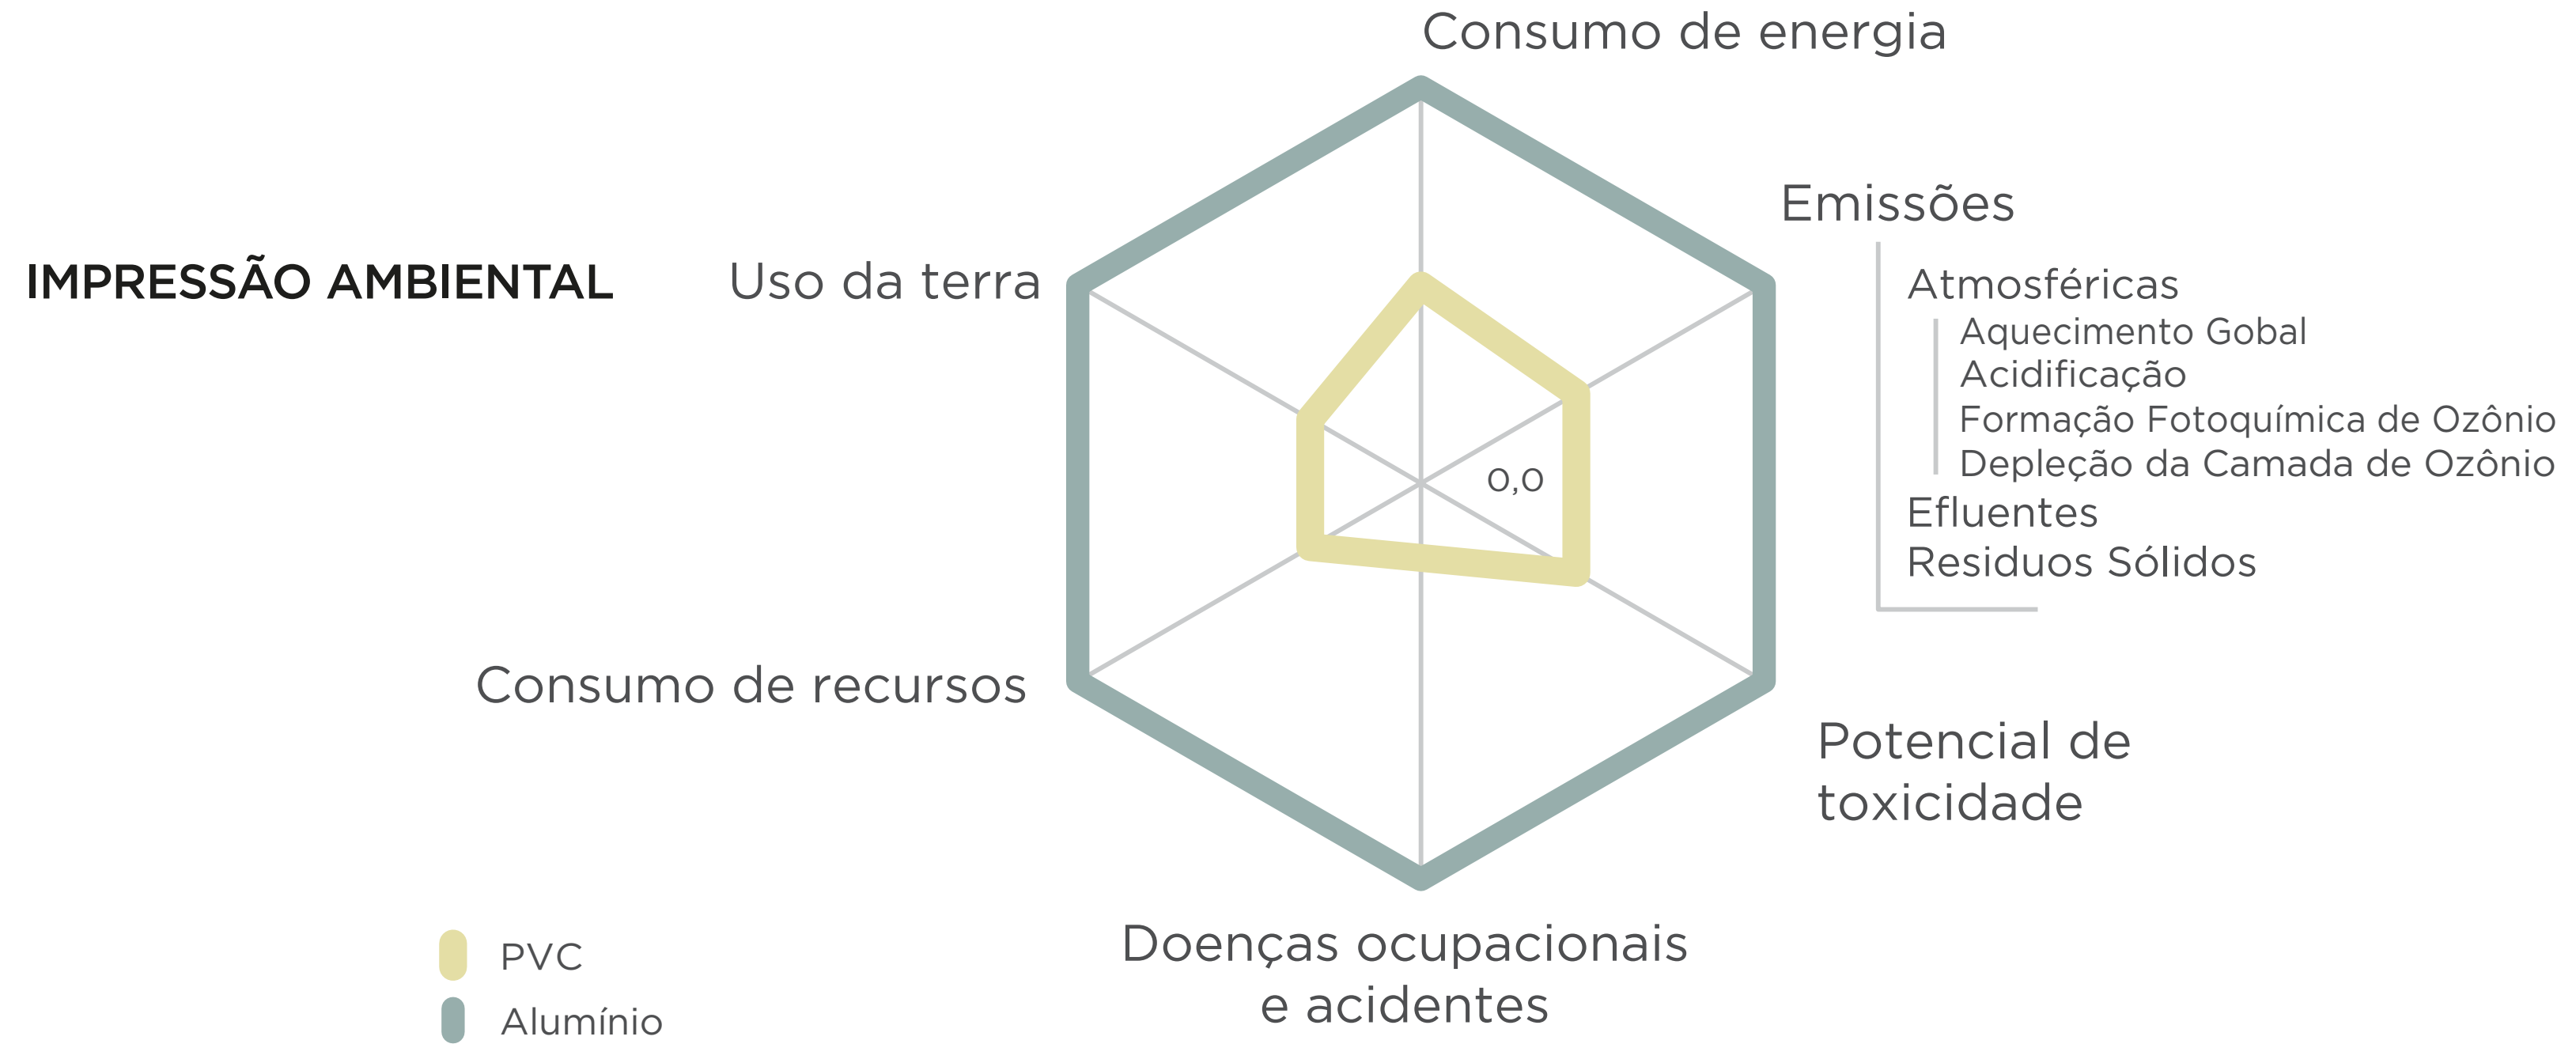 Consumo de energia
IMPRESSÃO AMBIENTAL
Uso da terra
Emissões
Atmosféricas
Aquecimento Gobal
Acidificação
Formação Fotoquímica de Ozônio
Depleção da Camada de Ozônio
Efluentes
Residuos Sólidos
0,0
Consumo de recursos
Potencial de
toxicidade
Doenças ocupacionais
e acidentes
PVC
Alumínio